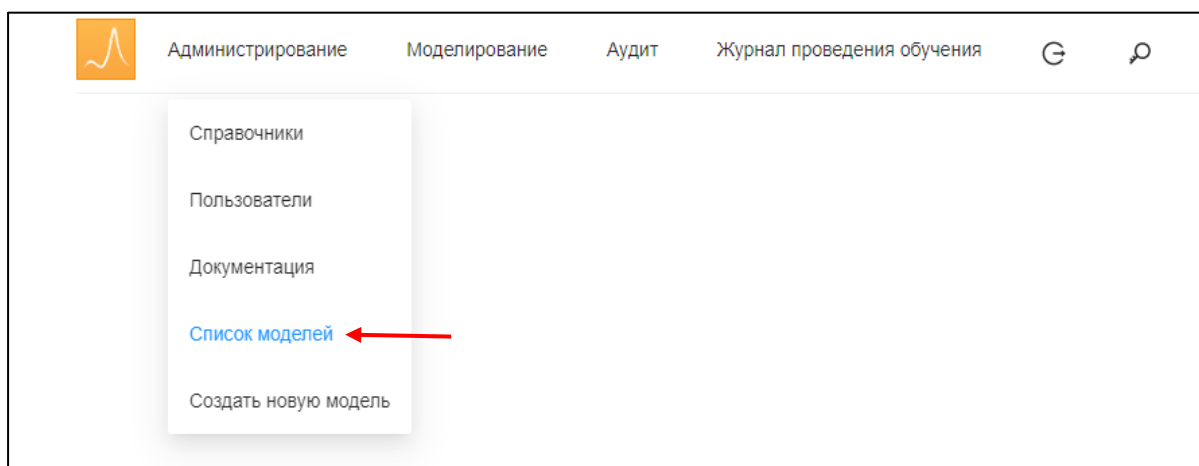 Администрирование Моделирование Аудит Журнал проведения обучения
Справочники
Пользователи
Документация
Список моделей
Создать новую модель